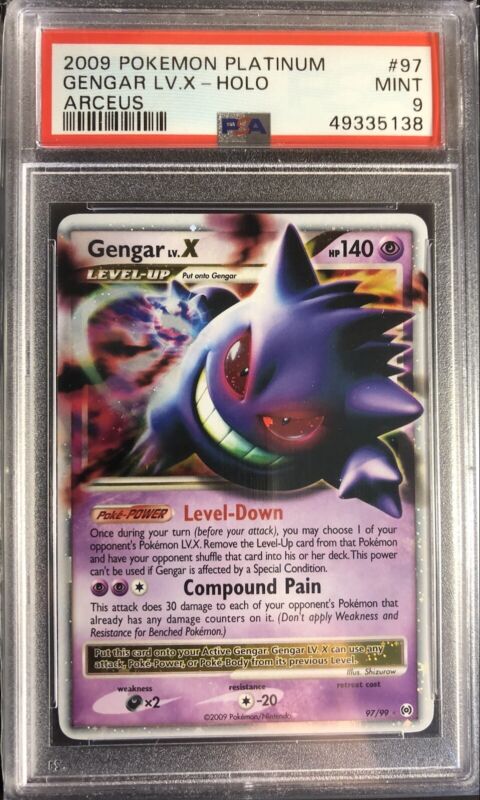 2009 POKEMON PLATINUM #97
GENGAR LV.X - HOLO MINT
ARCEUS 9
PSA 49335138
Gengar LV.X HP 140
LEVEL-UP Put onto Gengar
Poké-POWER Level-Down
Once during your turn (before your attack), you may choose 1 of your
opponent's Pokémon LV.X. Remove the Level-Up card from that Pokémon
and have your opponent shuffle that card into his or her deck. This power
can't be used if Gengar is affected by a Special Condition.
Compound Pain
This attack does 30 damage to each of your opponent's Pokémon that
already has any damage counters on it. (Don't apply Weakness and
Resistance for Benched Pokémon.)
Put this card onto your Active Gengar. Gengar LV. X can use any
attack, Poké-Power, or Poké-Body from its previous Level.
Illus. Shizurow
weakness resistance retreat cost
×2 -20
©2009 Pokémon/Nintendo 97/99